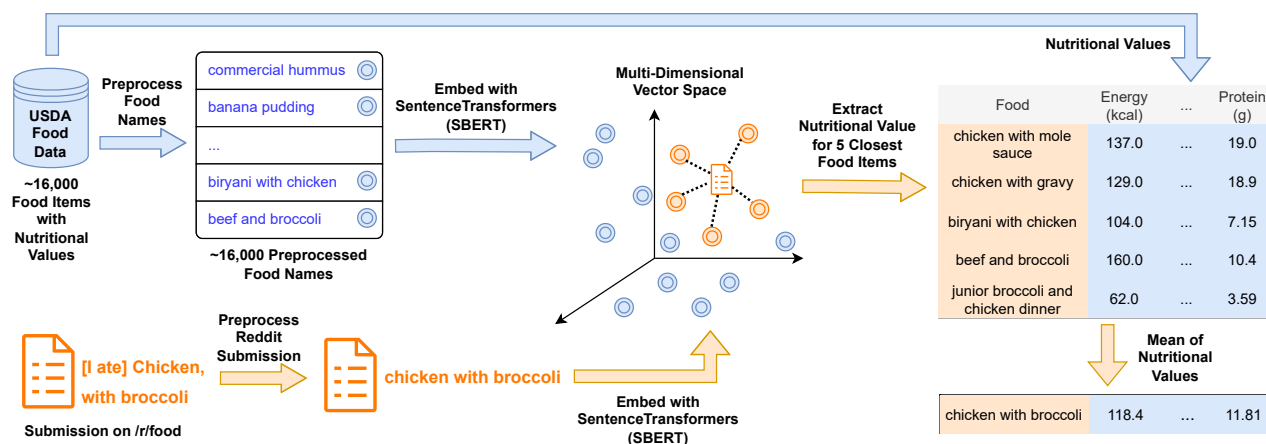 Nutritional Values
USDA
Food
Data
~16,000
Food Items
with
Nutritional
Values
Preprocess
Food
Names
commercial hummus
banana pudding
...
biryani with chicken
beef and broccoli
~16,000 Preprocessed
Food Names
Embed with
SentenceTransformers
(SBERT)
Multi-Dimensional
Vector Space
Extract
Nutritional Value
for 5 Closest
Food Items
Food Energy (kcal) ... Protein (g)
chicken with mole sauce 137.0 ... 19.0
chicken with gravy 129.0 ... 18.9
biryani with chicken 104.0 ... 7.15
beef and broccoli 160.0 ... 10.4
junior broccoli and chicken dinner 62.0 ... 3.59
Mean of
Nutritional
Values
chicken with broccoli 118.4 ... 11.81
[I ate] Chicken,
with broccoli
Submission on /r/food
Preprocess
Reddit
Submission
chicken with broccoli
Embed with
SentenceTransformers
(SBERT)